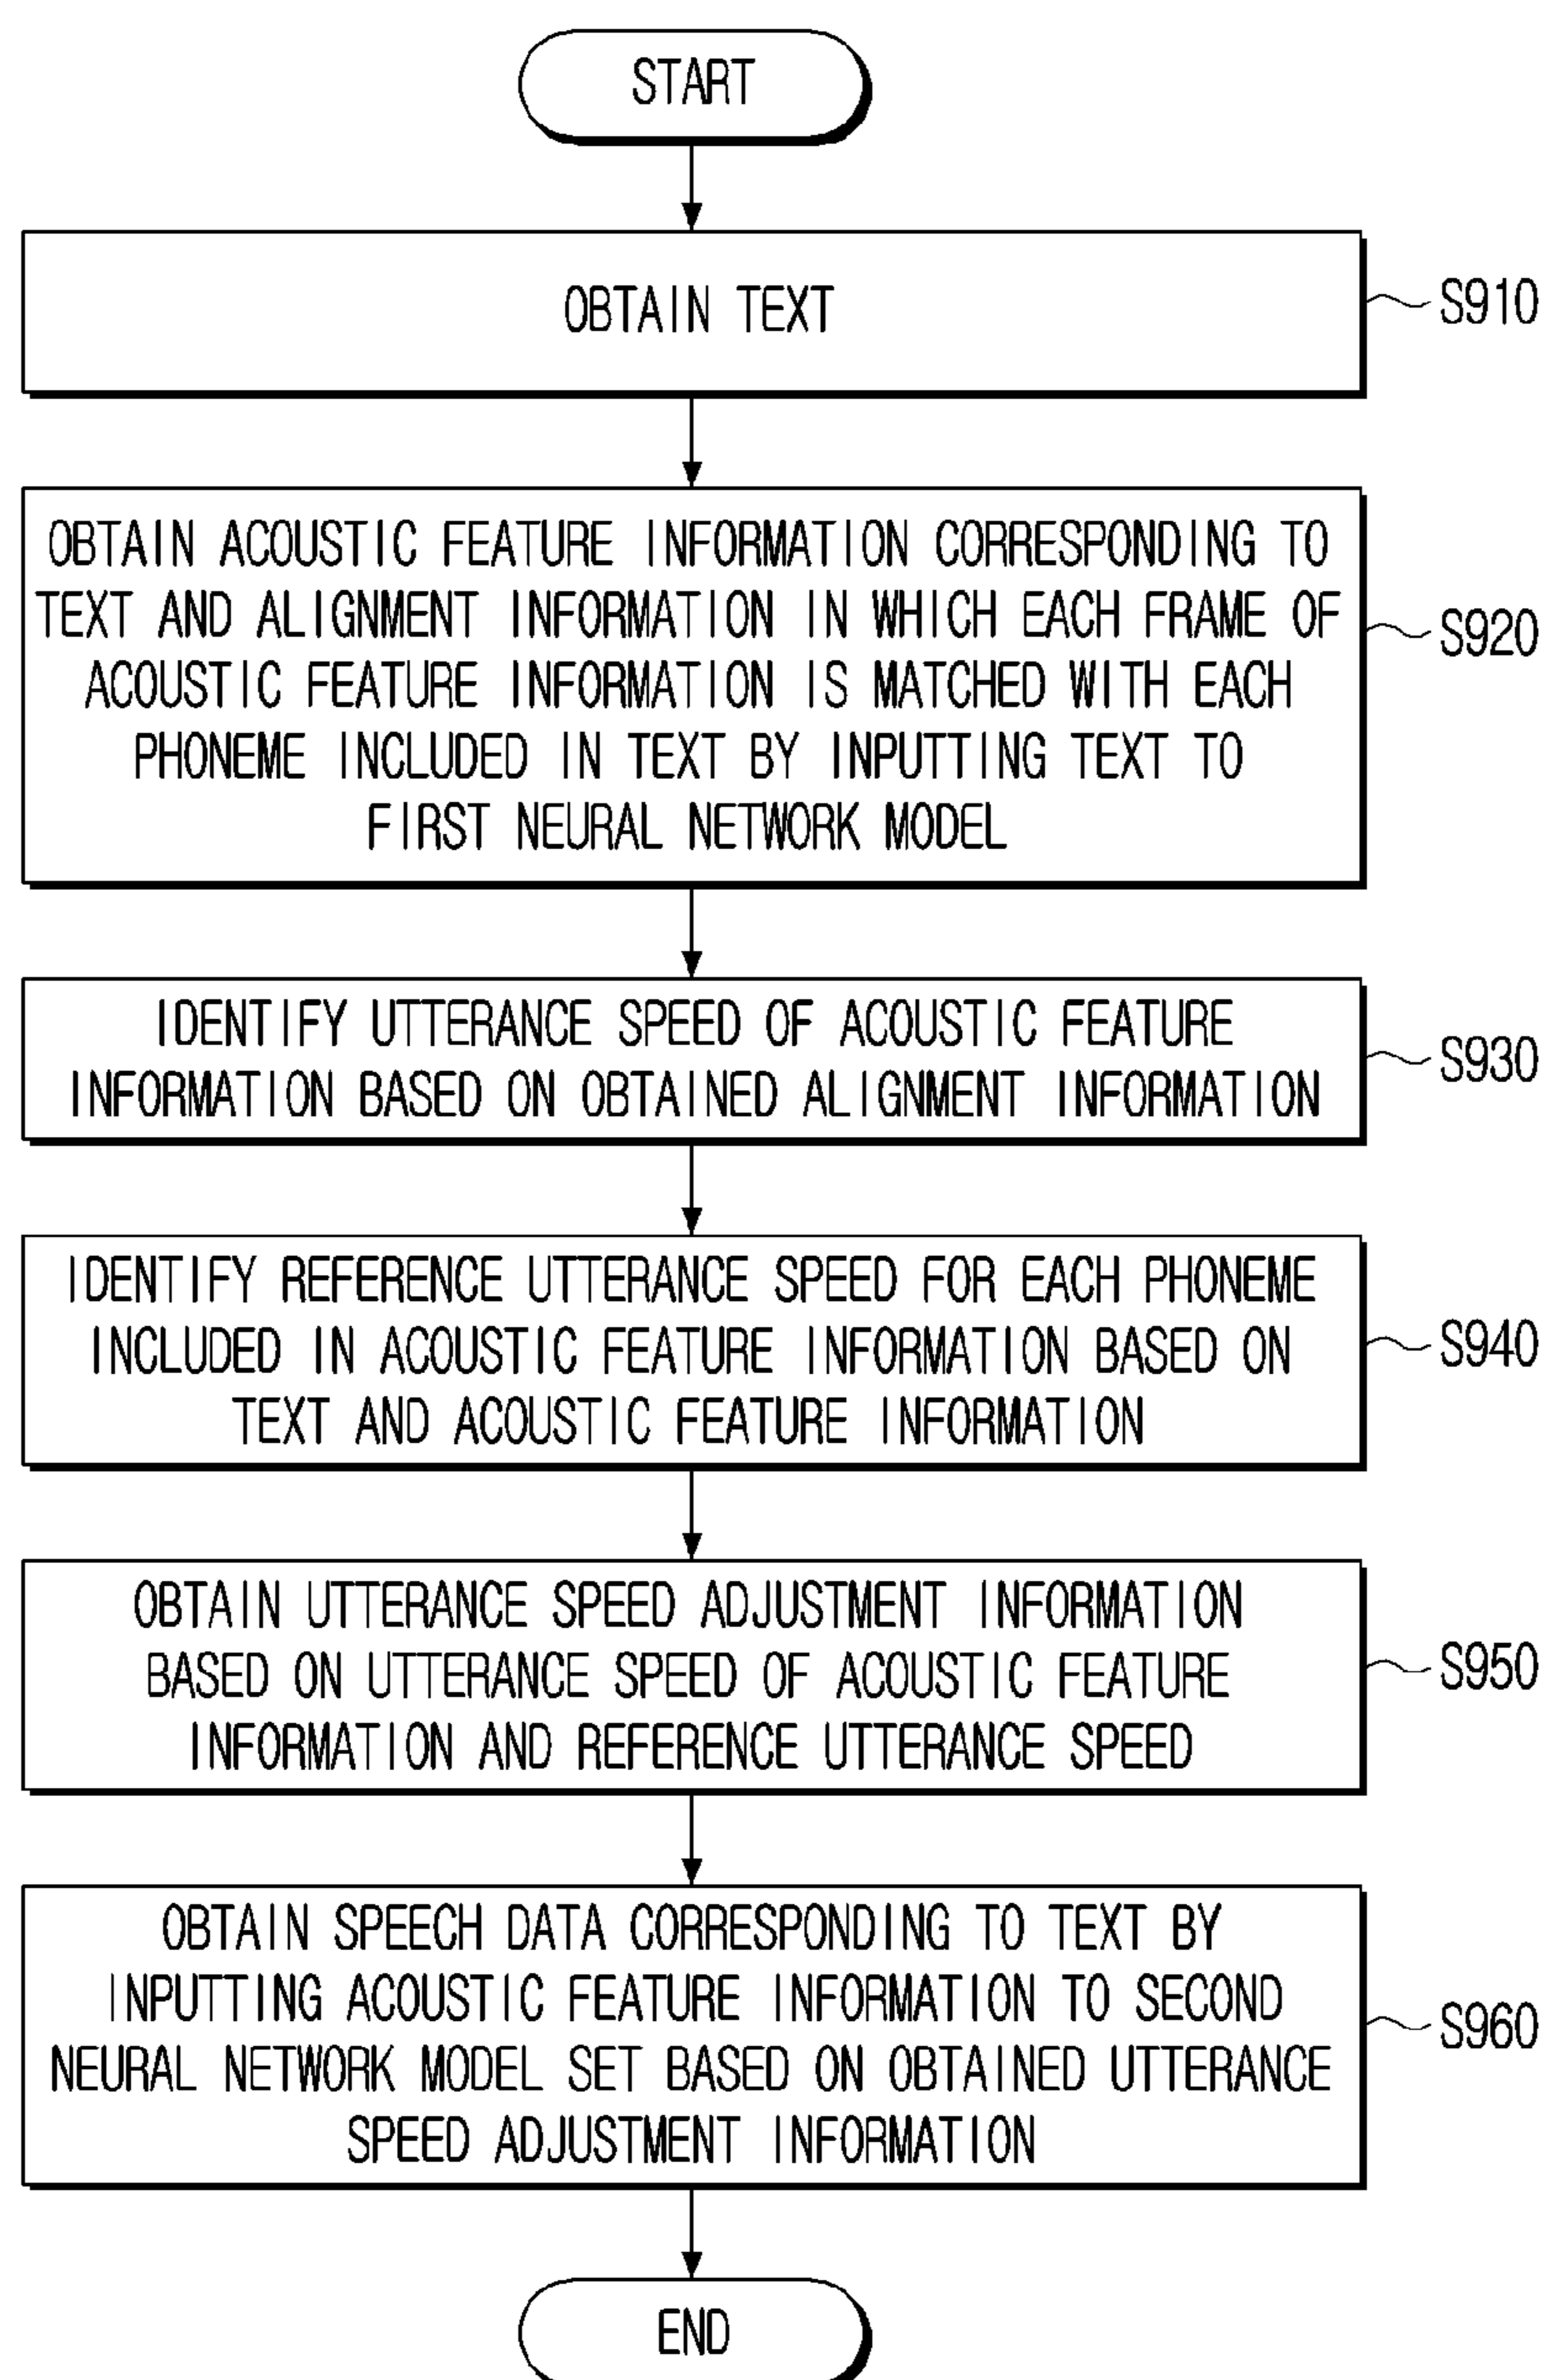 START
OBTAIN TEXT
S910
OBTAIN ACOUSTIC FEATURE INFORMATION CORRESPONDING TO
TEXT AND ALIGNMENT INFORMATION IN WHICH EACH FRAME OF
ACOUSTIC FEATURE INFORMATION IS MATCHED WITH EACH
PHONEME INCLUDED IN TEXT BY INPUTTING TEXT TO
FIRST NEURAL NETWORK MODEL
S920
IDENTIFY UTTERANCE SPEED OF ACOUSTIC FEATURE
INFORMATION BASED ON OBTAINED ALIGNMENT INFORMATION
S930
IDENTIFY REFERENCE UTTERANCE SPEED FOR EACH PHONEME
INCLUDED IN ACOUSTIC FEATURE INFORMATION BASED ON
TEXT AND ACOUSTIC FEATURE INFORMATION
S940
OBTAIN UTTERANCE SPEED ADJUSTMENT INFORMATION
BASED ON UTTERANCE SPEED OF ACOUSTIC FEATURE
INFORMATION AND REFERENCE UTTERANCE SPEED
S950
OBTAIN SPEECH DATA CORRESPONDING TO TEXT BY
INPUTTING ACOUSTIC FEATURE INFORMATION TO SECOND
NEURAL NETWORK MODEL SET BASED ON OBTAINED UTTERANCE
SPEED ADJUSTMENT INFORMATION
S960
END